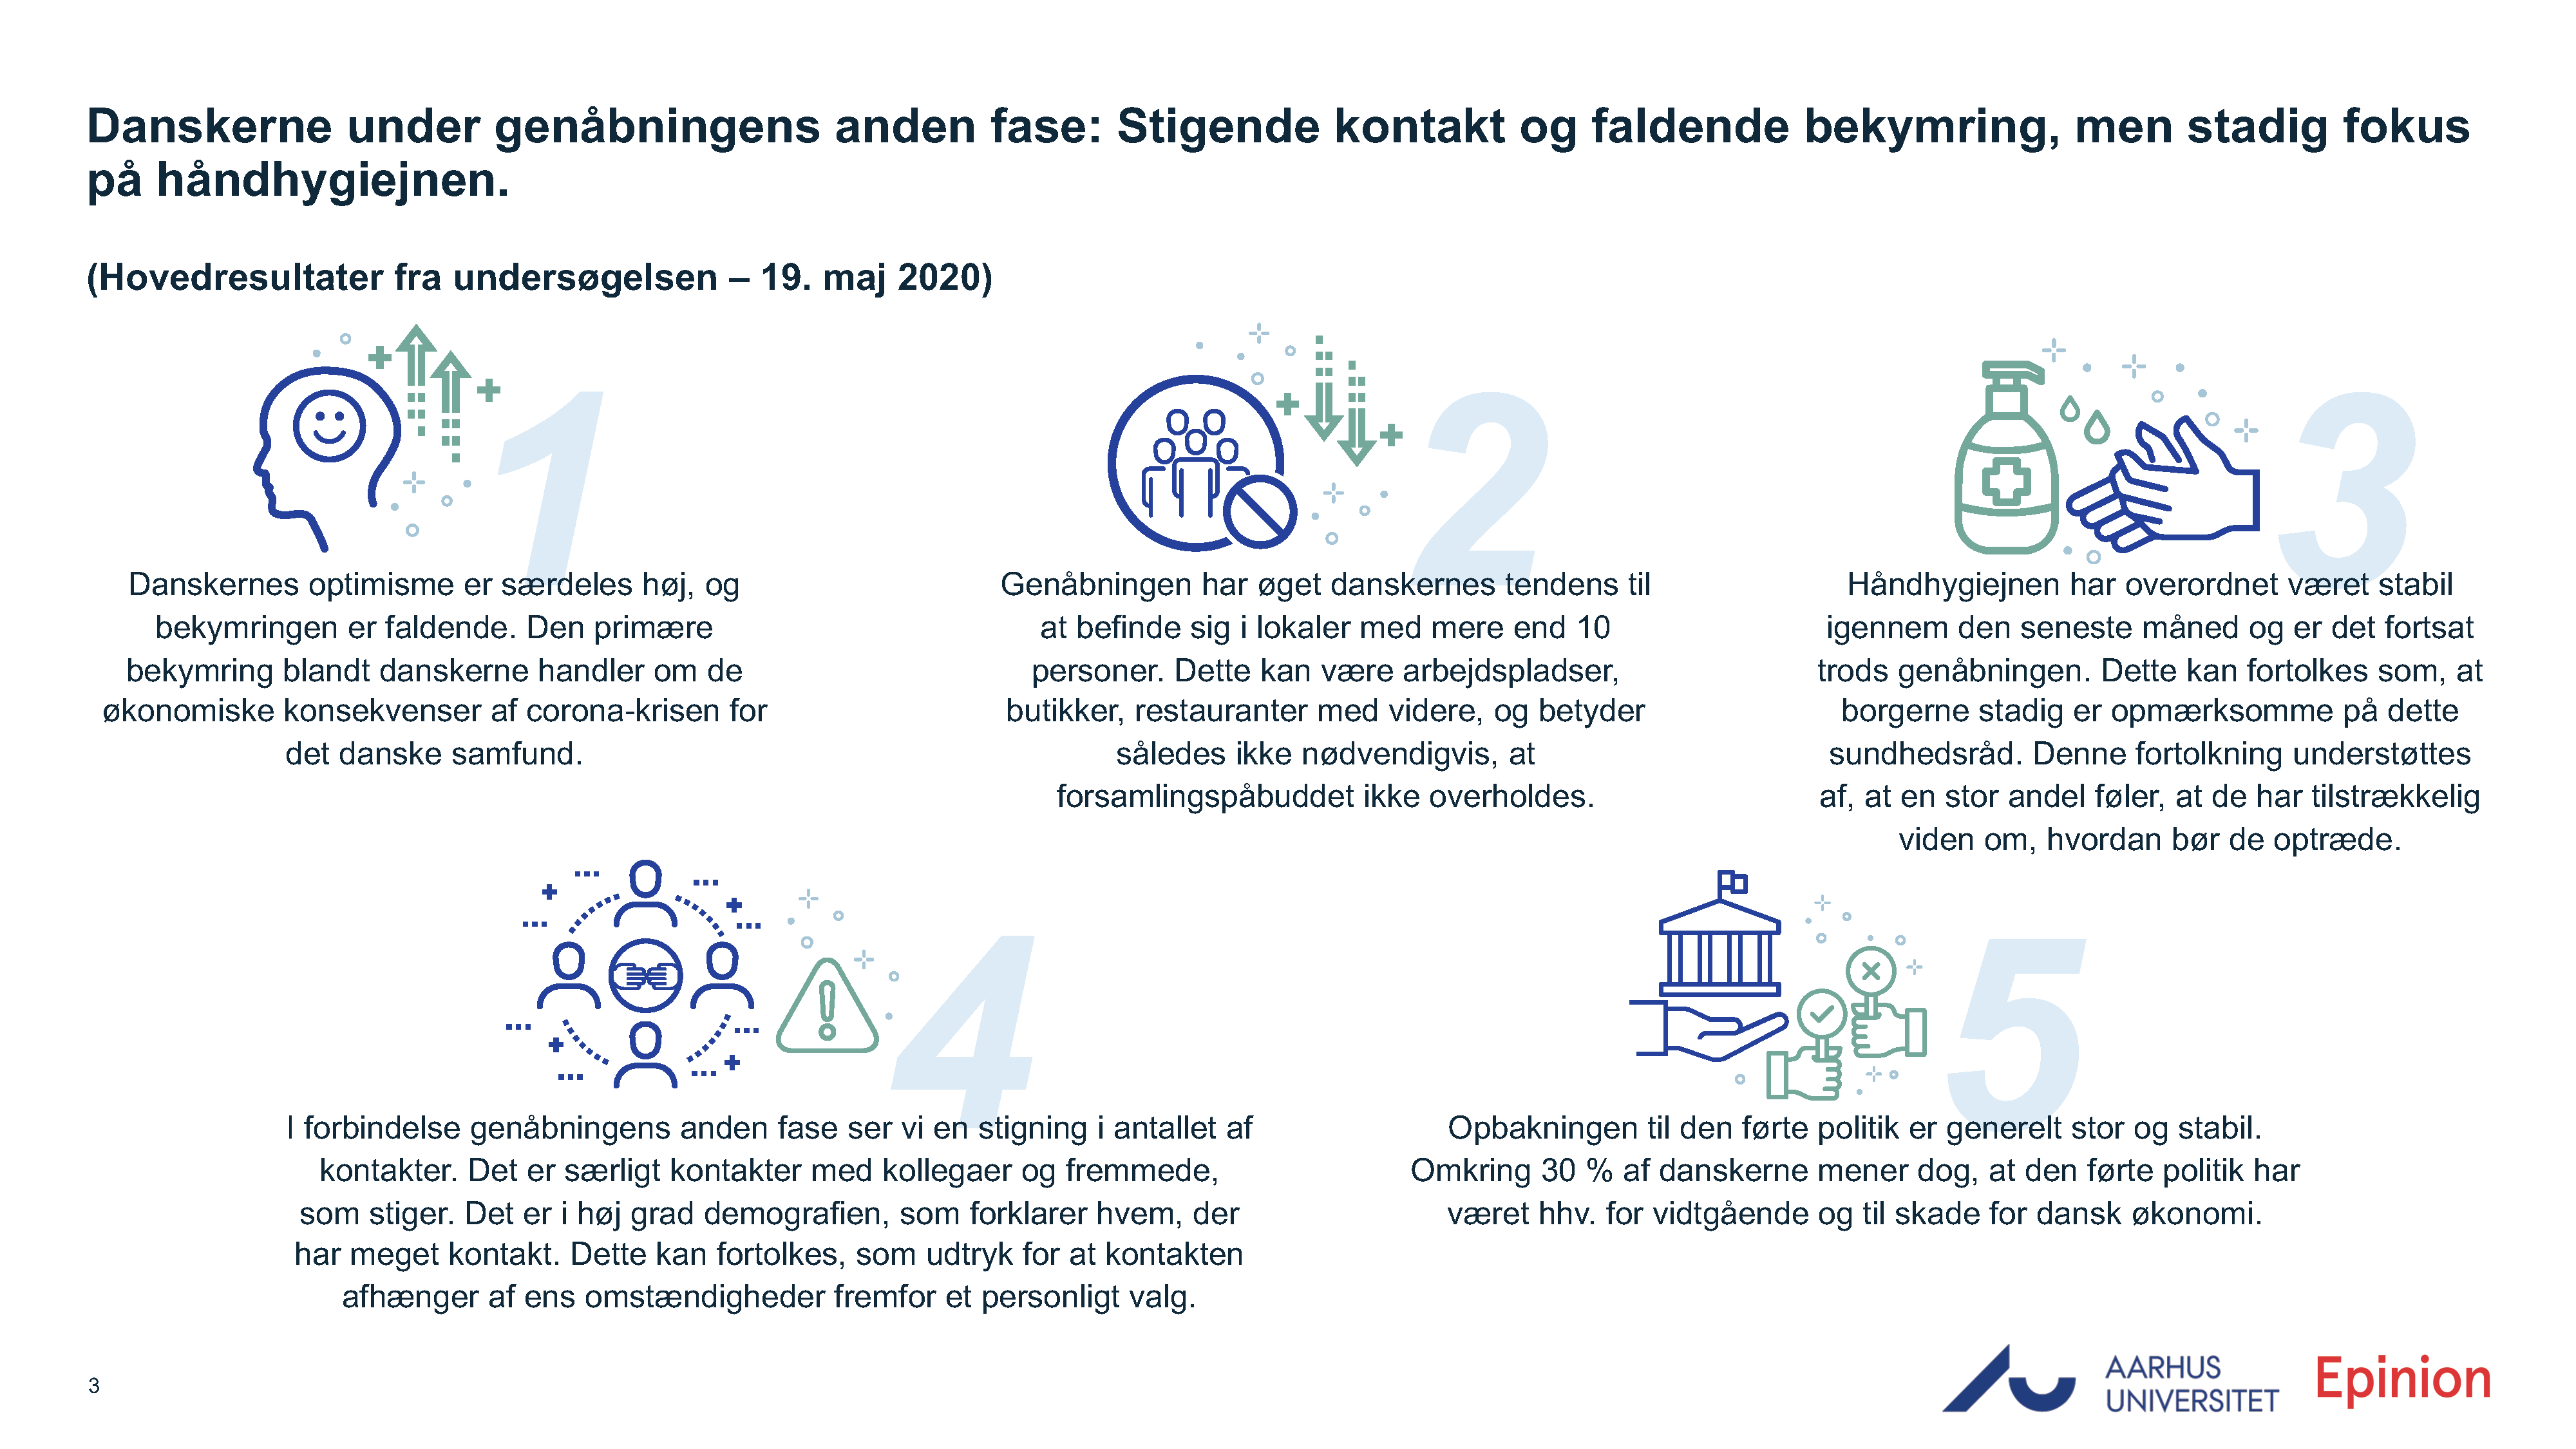 Danskerne under genåbningens anden fase: Stigende kontakt og faldende bekymring, men stadig fokus
på håndhygiejnen.
(Hovedresultater fra undersøgelsen – 19. maj 2020)
1
Danskernes optimisme er særdeles høj, og
bekymringen er faldende. Den primære
bekymring blandt danskerne handler om de
økonomiske konsekvenser af corona-krisen for
det danske samfund.
2
Genåbningen har øget danskernes tendens til
at befinde sig i lokaler med mere end 10
personer. Dette kan være arbejdspladser,
butikker, restauranter med videre, og betyder
således ikke nødvendigvis, at
forsamlingspåbuddet ikke overholdes.
3
Håndhygiejnen har overordnet været stabil
igennem den seneste måned og er det fortsat
trods genåbningen. Dette kan fortolkes som, at
borgerne stadig er opmærksomme på dette
sundhedsråd. Denne fortolkning understøttes
af, at en stor andel føler, at de har tilstrækkelig
viden om, hvordan bør de optræde.
4
I forbindelse genåbningens anden fase ser vi en stigning i antallet af
kontakter. Det er særligt kontakter med kollegaer og fremmede,
som stiger. Det er i høj grad demografien, som forklarer hvem, der
har meget kontakt. Dette kan fortolkes, som udtryk for at kontakten
afhænger af ens omstændigheder fremfor et personligt valg.
5
Opbakningen til den førte politik er generelt stor og stabil.
Omkring 30 % af danskerne mener dog, at den førte politik har
været hhv. for vidtgående og til skade for dansk økonomi.
3
AARHUS
UNIVERSITET
Epinion